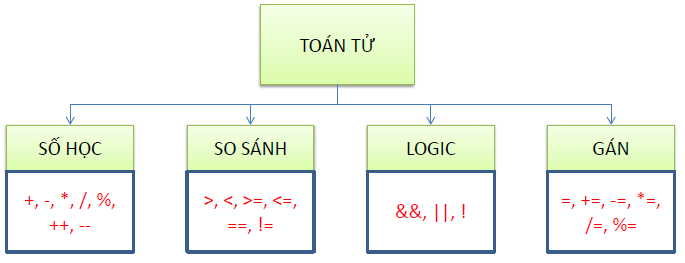 TOÁN TỬ
SỐ HỌC
SO SÁNH
LOGIC
GÁN
+, -, *, /, %,
++, --
>, <, >=, <=,
==, !=
&&, ||, !
=, +=, -=, *=,
/=, %=